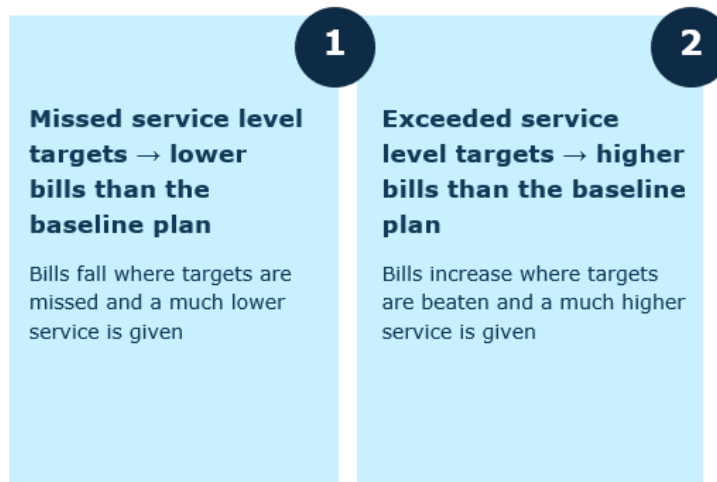 1
Missed service level
targets → lower
bills than the
baseline plan
Bills fall where targets are
missed and a much lower
service is given
2
Exceeded service
level targets → higher
bills than the baseline
plan
Bills increase where targets
are beaten and a much higher
service is given